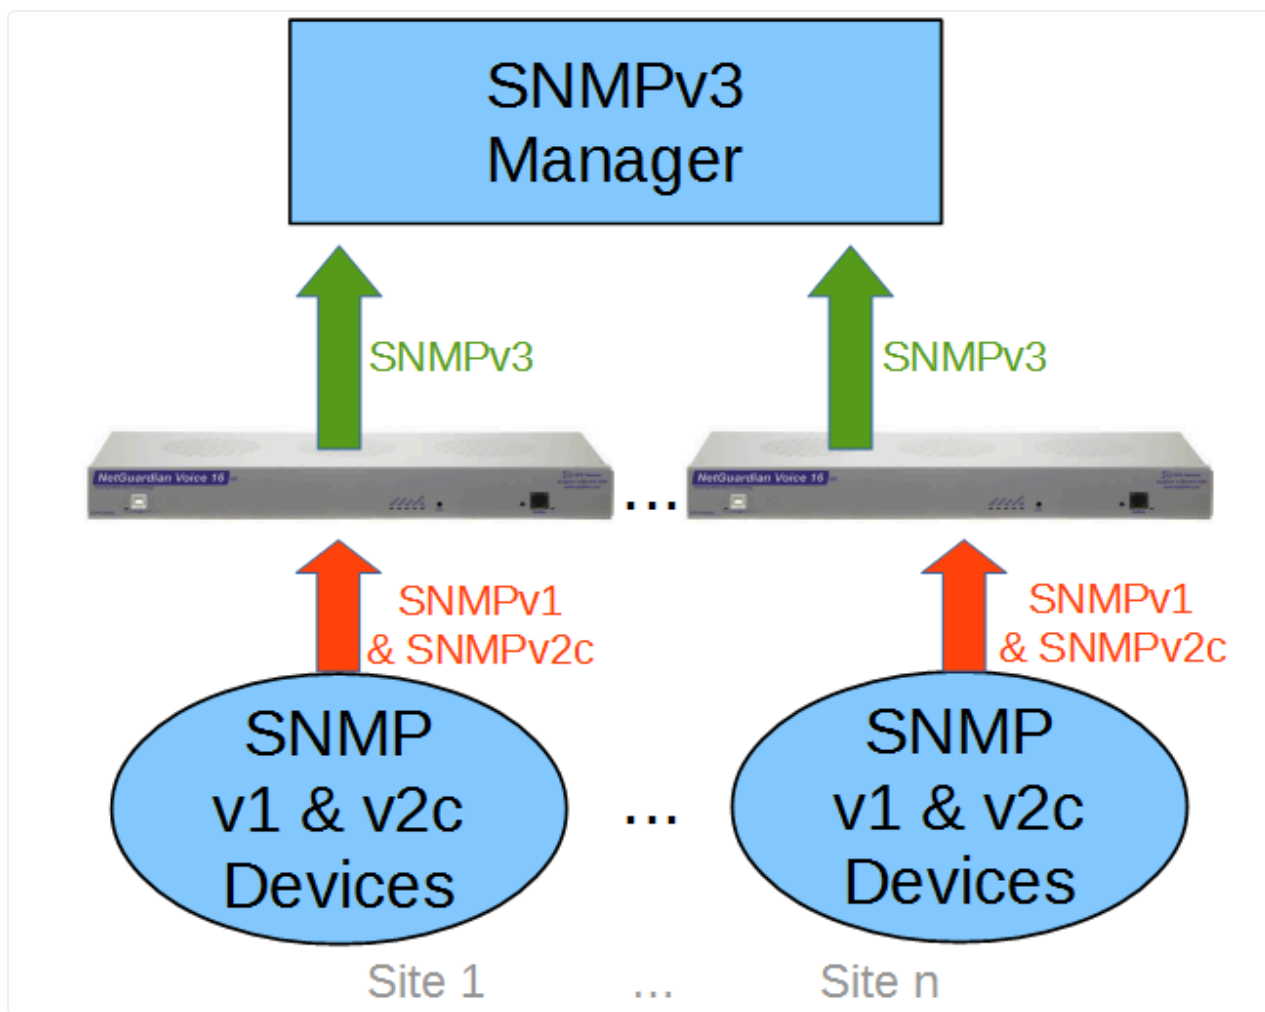 SNMPv3
Manager
SNMPv3
SNMPv3
NetGuardian Voice 16
NetGuardian Voice 16
...
SNMPv1
& SNMPv2c
SNMPv1
& SNMPv2c
SNMP
v1 & v2c
Devices
...
SNMP
v1 & v2c
Devices
Site 1 ... Site n